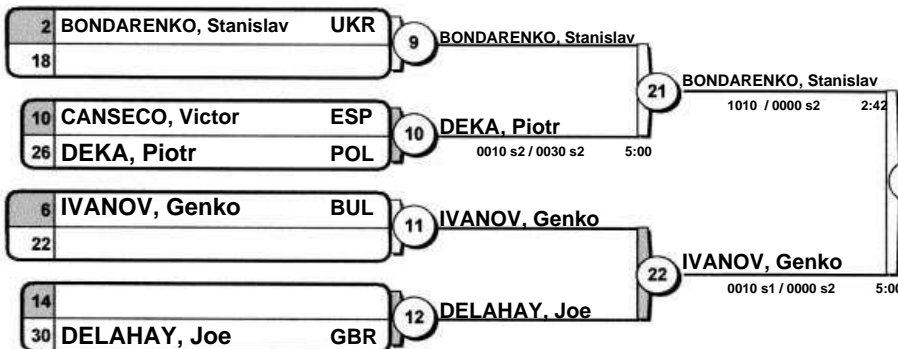 2 BONDARENKO, Stanislav UKR
18
9 BONDARENKO, Stanislav
10 CANSECO, Victor ESP
26 DEKA, Piotr POL
10 DEKA, Piotr
0010 s2 / 0030 s2 5:00
21 BONDARENKO, Stanislav
1010 / 0000 s2 2:42
6 IVANOV, Genko BUL
22
11 IVANOV, Genko
14
30 DELAHAY, Joe GBR
12 DELAHAY, Joe
22 IVANOV, Genko
0010 s1 / 0000 s2 5:00